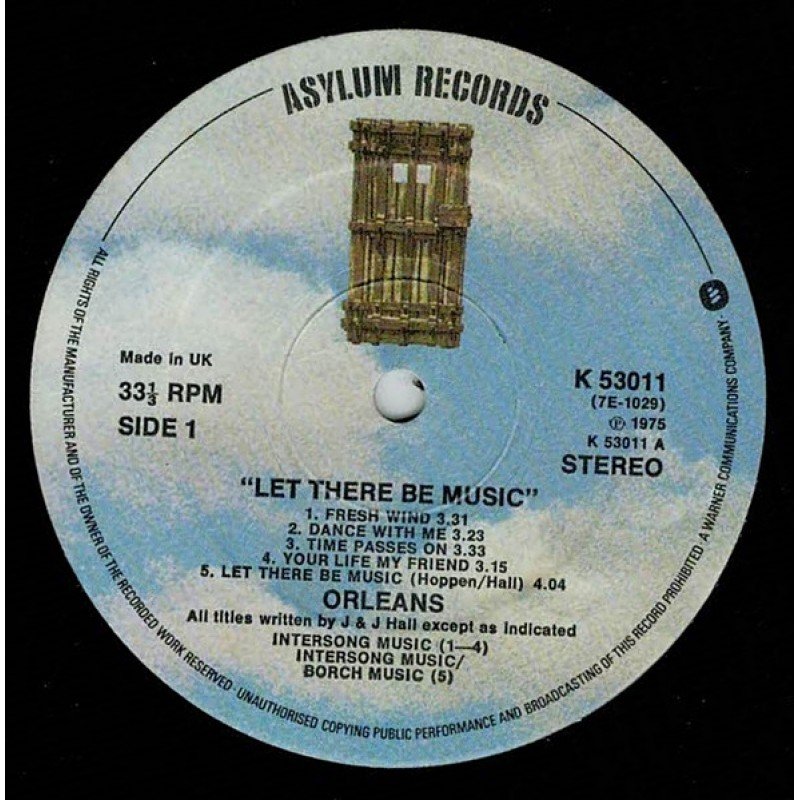 ASYLUM RECORDS
Made in UK
33⅓ RPM
SIDE 1
K 53011
(7E-1029)
℗ 1975
K 53011 A
STEREO
"LET THERE BE MUSIC"
1. FRESH WIND 3.31
2. DANCE WITH ME 3.23
3. TIME PASSES ON 3.33
4. YOUR LIFE MY FRIEND 3.15
5. LET THERE BE MUSIC (Hoppen/Hall) 4.04
ORLEANS
All titles written by J & J Hall except as indicated
INTERSONG MUSIC (1—4)
INTERSONG MUSIC/
BORCH MUSIC (5)
ALL RIGHTS OF THE MANUFACTURER AND OF THE OWNER OF THE RECORDED WORK RESERVED · UNAUTHORISED COPYING PUBLIC PERFORMANCE AND BROADCASTING OF THIS RECORD PROHIBITED · A WARNER COMMUNICATIONS COMPANY ·